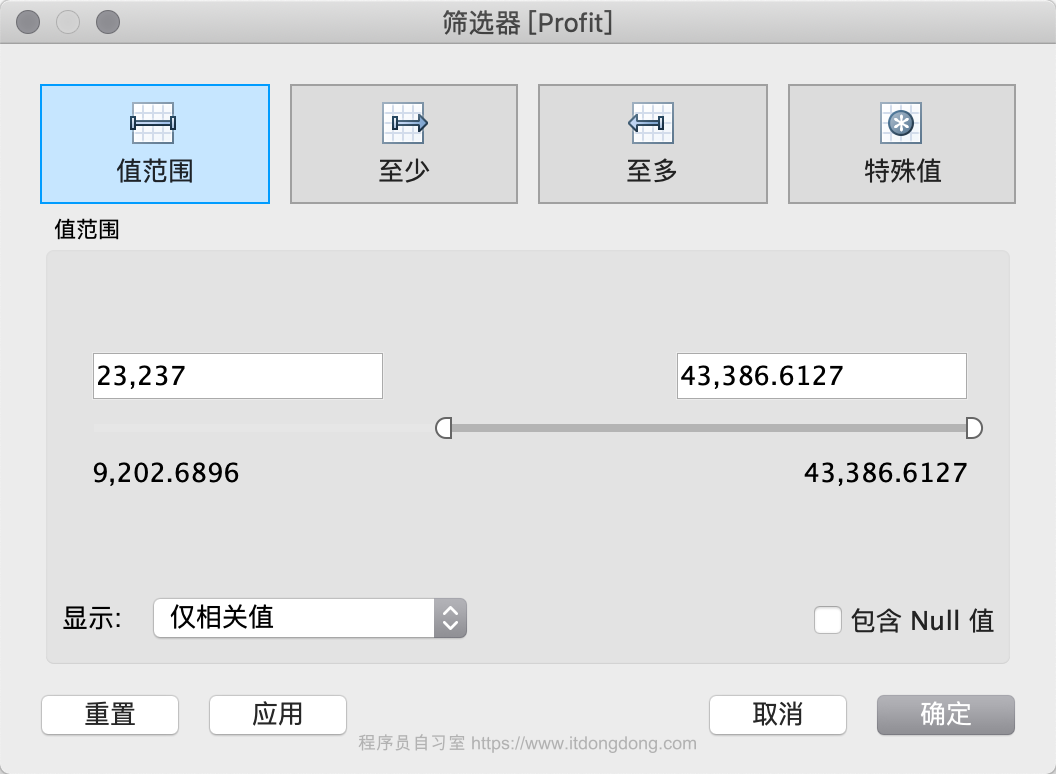 筛选器 [Profit]
值范围 至少 至多 特殊值
值范围
23,237 43,386.6127
9,202.6896 43,386.6127
显示: 仅相关值 包含 Null 值
重置 应用 取消 确定
程序员自习室 https://www.itdongdong.com